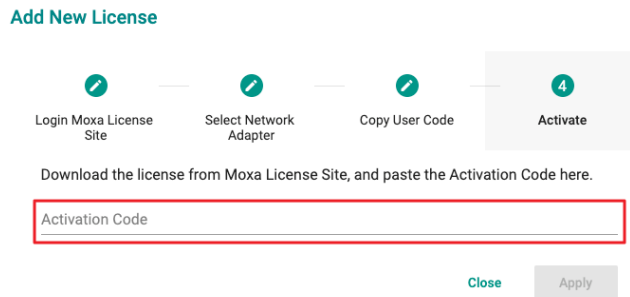 Add New License
Login Moxa License
Site
Select Network
Adapter
Copy User Code
4
Activate
Download the license from Moxa License Site, and paste the Activation Code here.
Activation Code
Close
Apply